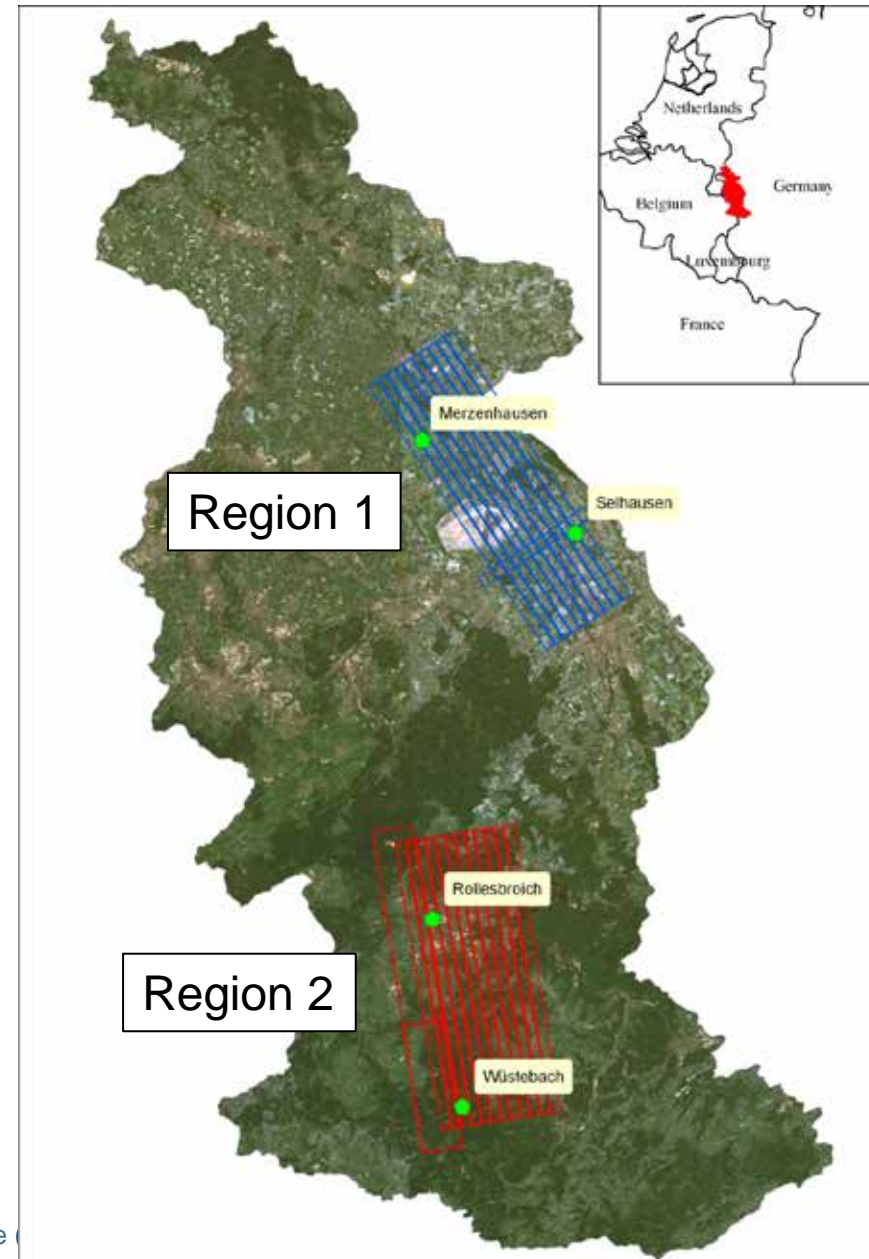 Netherlands
Germany
Belgium
Luxembourg
France
Merzenhausen
Selhausen
Region 1
Rollesbroich
Region 2
Wüstebach
e (